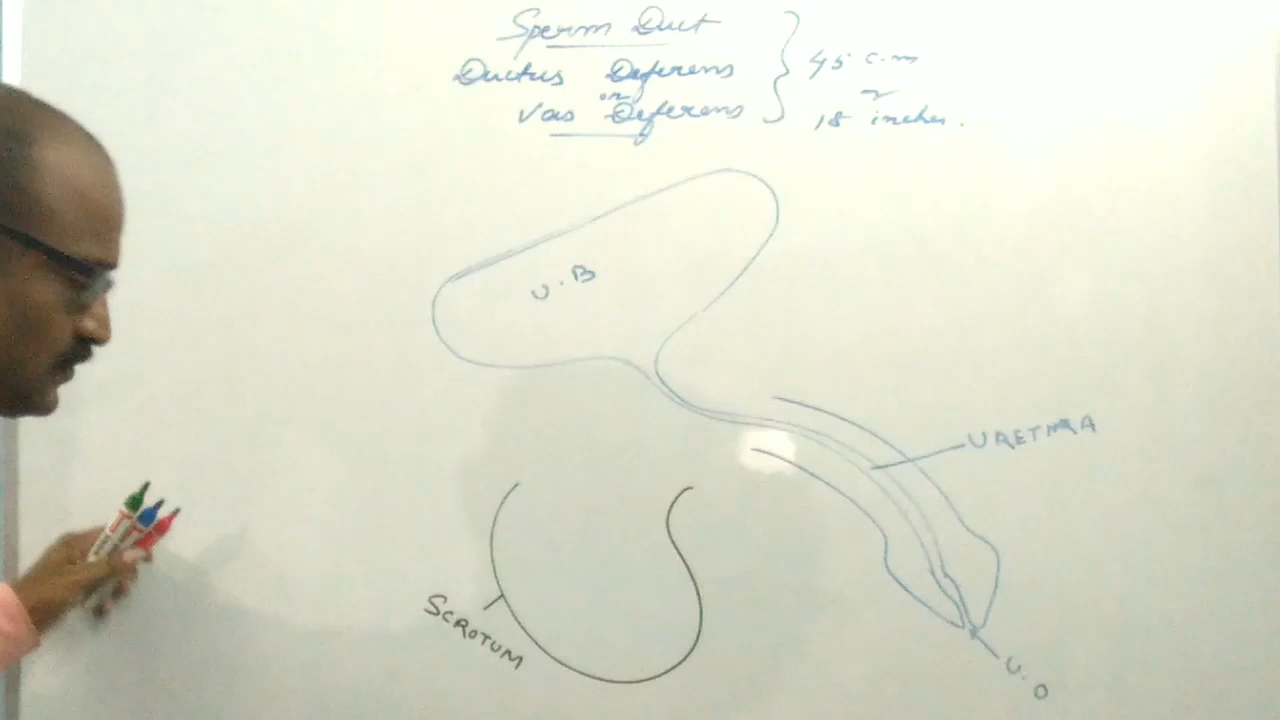 Sperm Duct
Ductus Deferens
or
Vas Deferens
45 c.m
or
18 inches.
U.B
URETHRA
SCROTUM
U.O